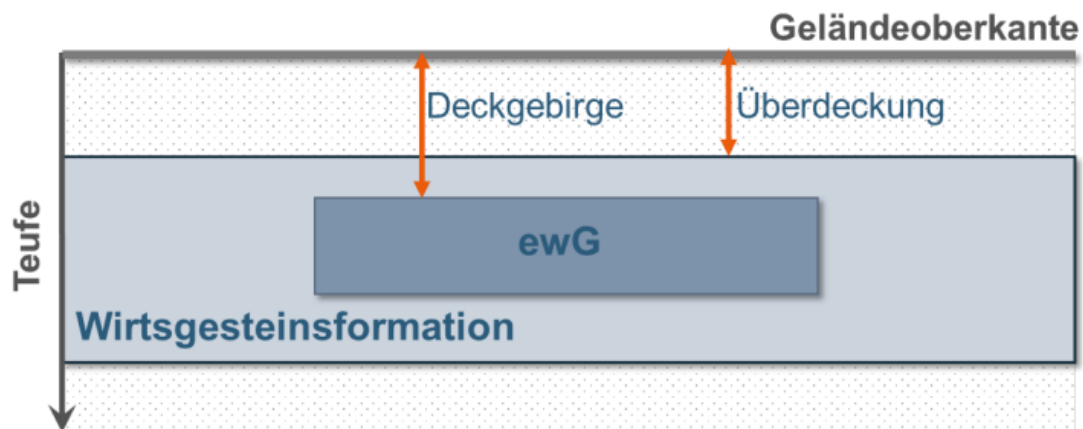 Geländeoberkante
Deckgebirge
Überdeckung
Teufe
ewG
Wirtsgesteinsformation